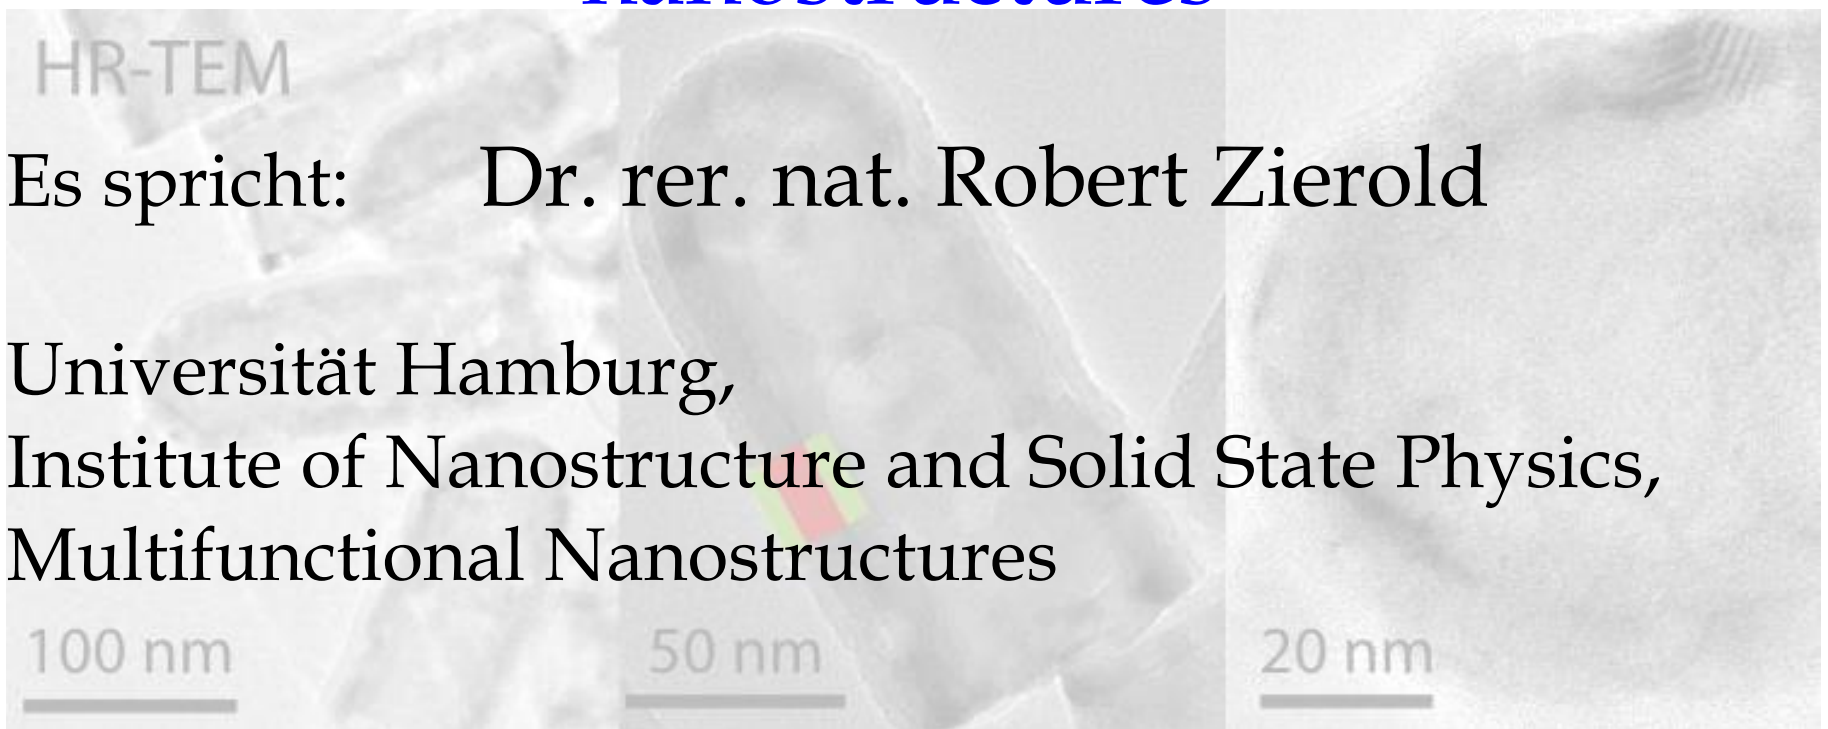 nanostructures
HR-TEM
Es spricht: Dr. rer. nat. Robert Zierold
Universität Hamburg,
Institute of Nanostructure and Solid State Physics,
Multifunctional Nanostructures
100 nm 50 nm 20 nm